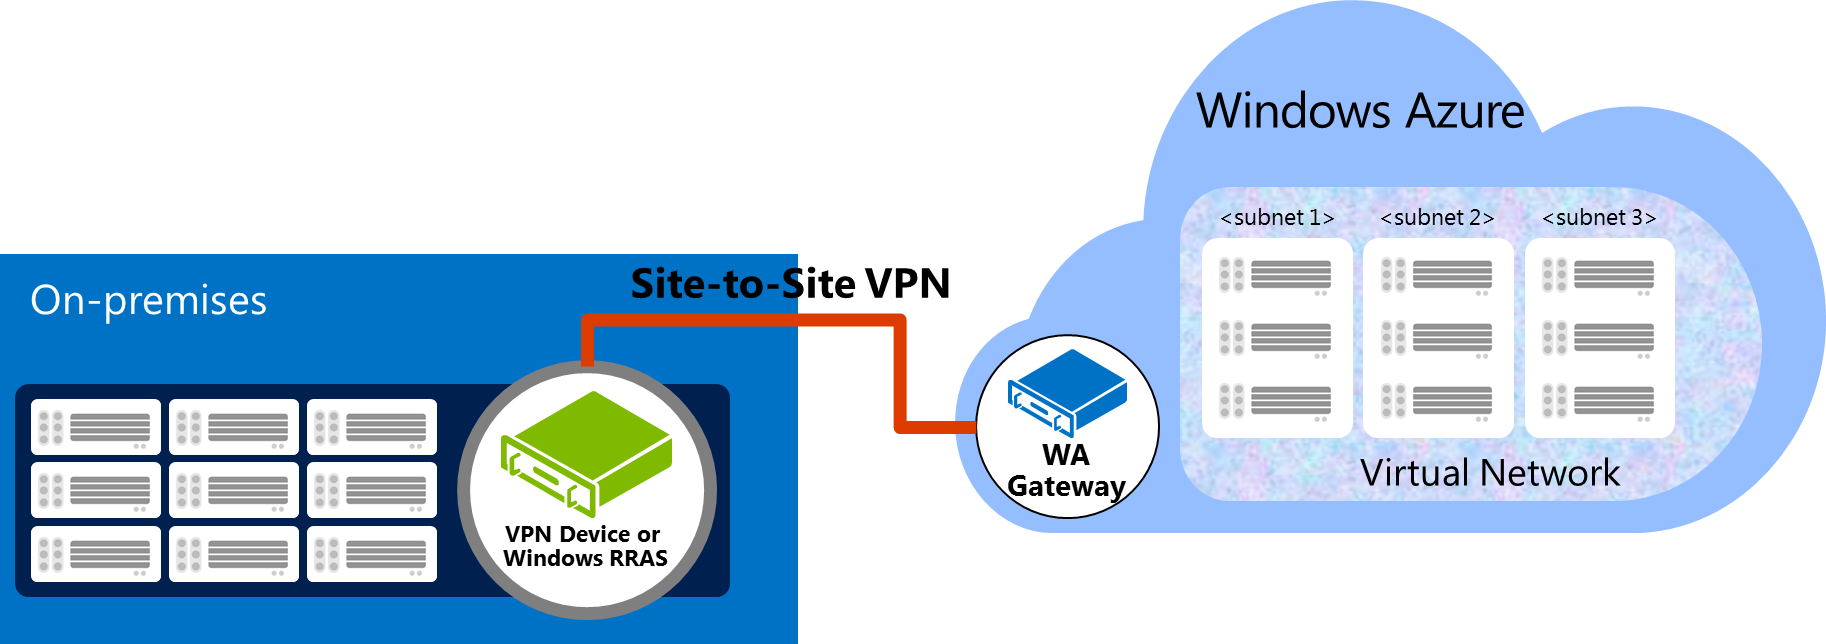 Windows Azure
<subnet 1>
<subnet 2>
<subnet 3>
Site-to-Site VPN
On-premises
WA
Gateway
Virtual Network
VPN Device or
Windows RRAS